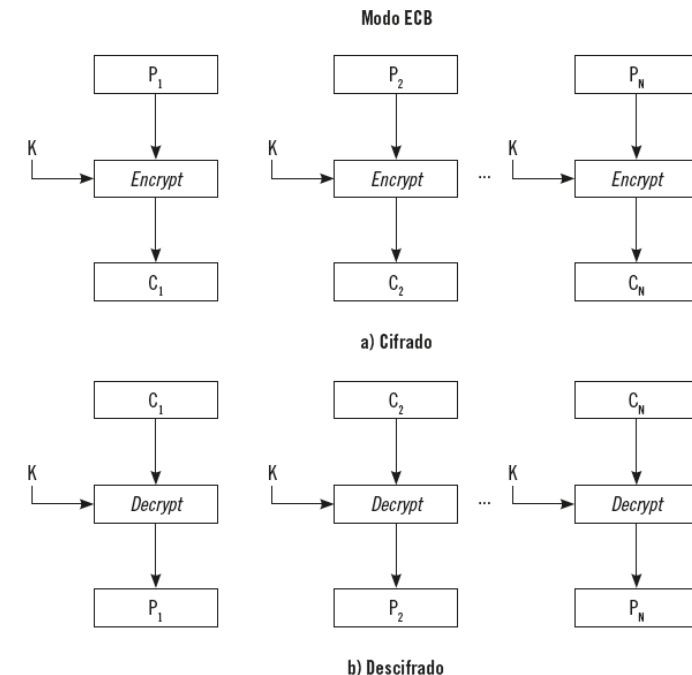 Modo ECB
P1 P2 PN
K K K
Encrypt Encrypt ... Encrypt
C1 C2 CN
a) Cifrado
C1 C2 CN
K K K
Decrypt Decrypt ... Decrypt
P1 P2 PN
b) Descifrado